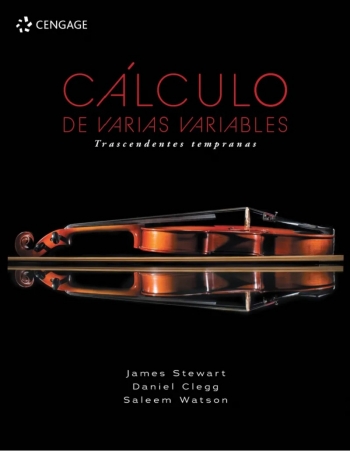 CENGAGE
CÁLCULO
DE VARIAS VARIABLES
Trascendentes tempranas
James Stewart
Daniel Clegg
Saleem Watson